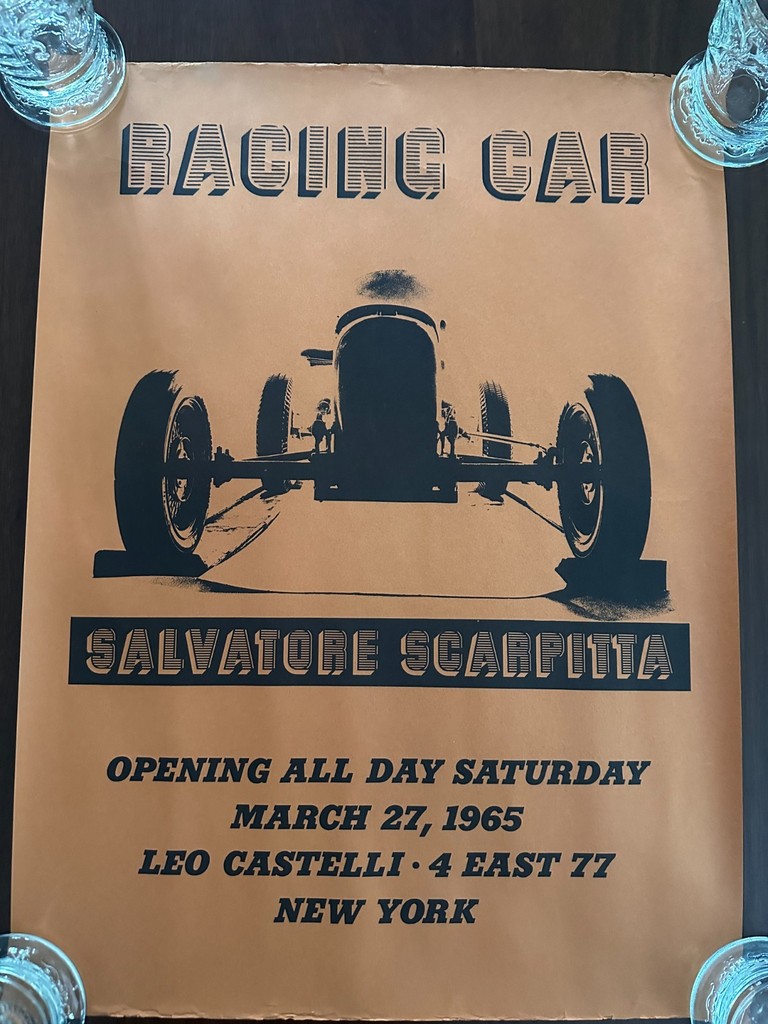 RACING CAR
SALVATORE SCARPITTA
OPENING ALL DAY SATURDAY
MARCH 27, 1965
LEO CASTELLI · 4 EAST 77
NEW YORK